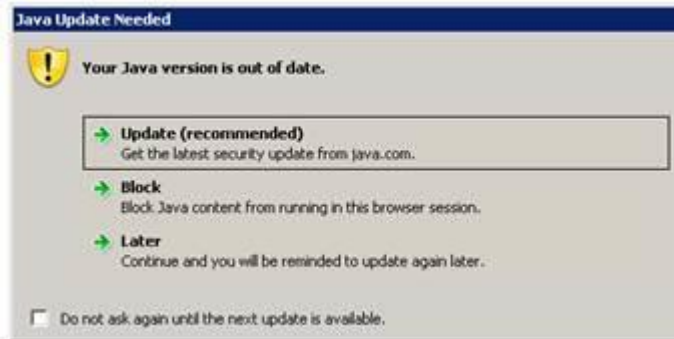 Java Update Needed
Your Java version is out of date.
Update (recommended)
Get the latest security update from java.com.
Block
Block Java content from running in this browser session.
Later
Continue and you will be reminded to update again later.
Do not ask again until the next update is available.